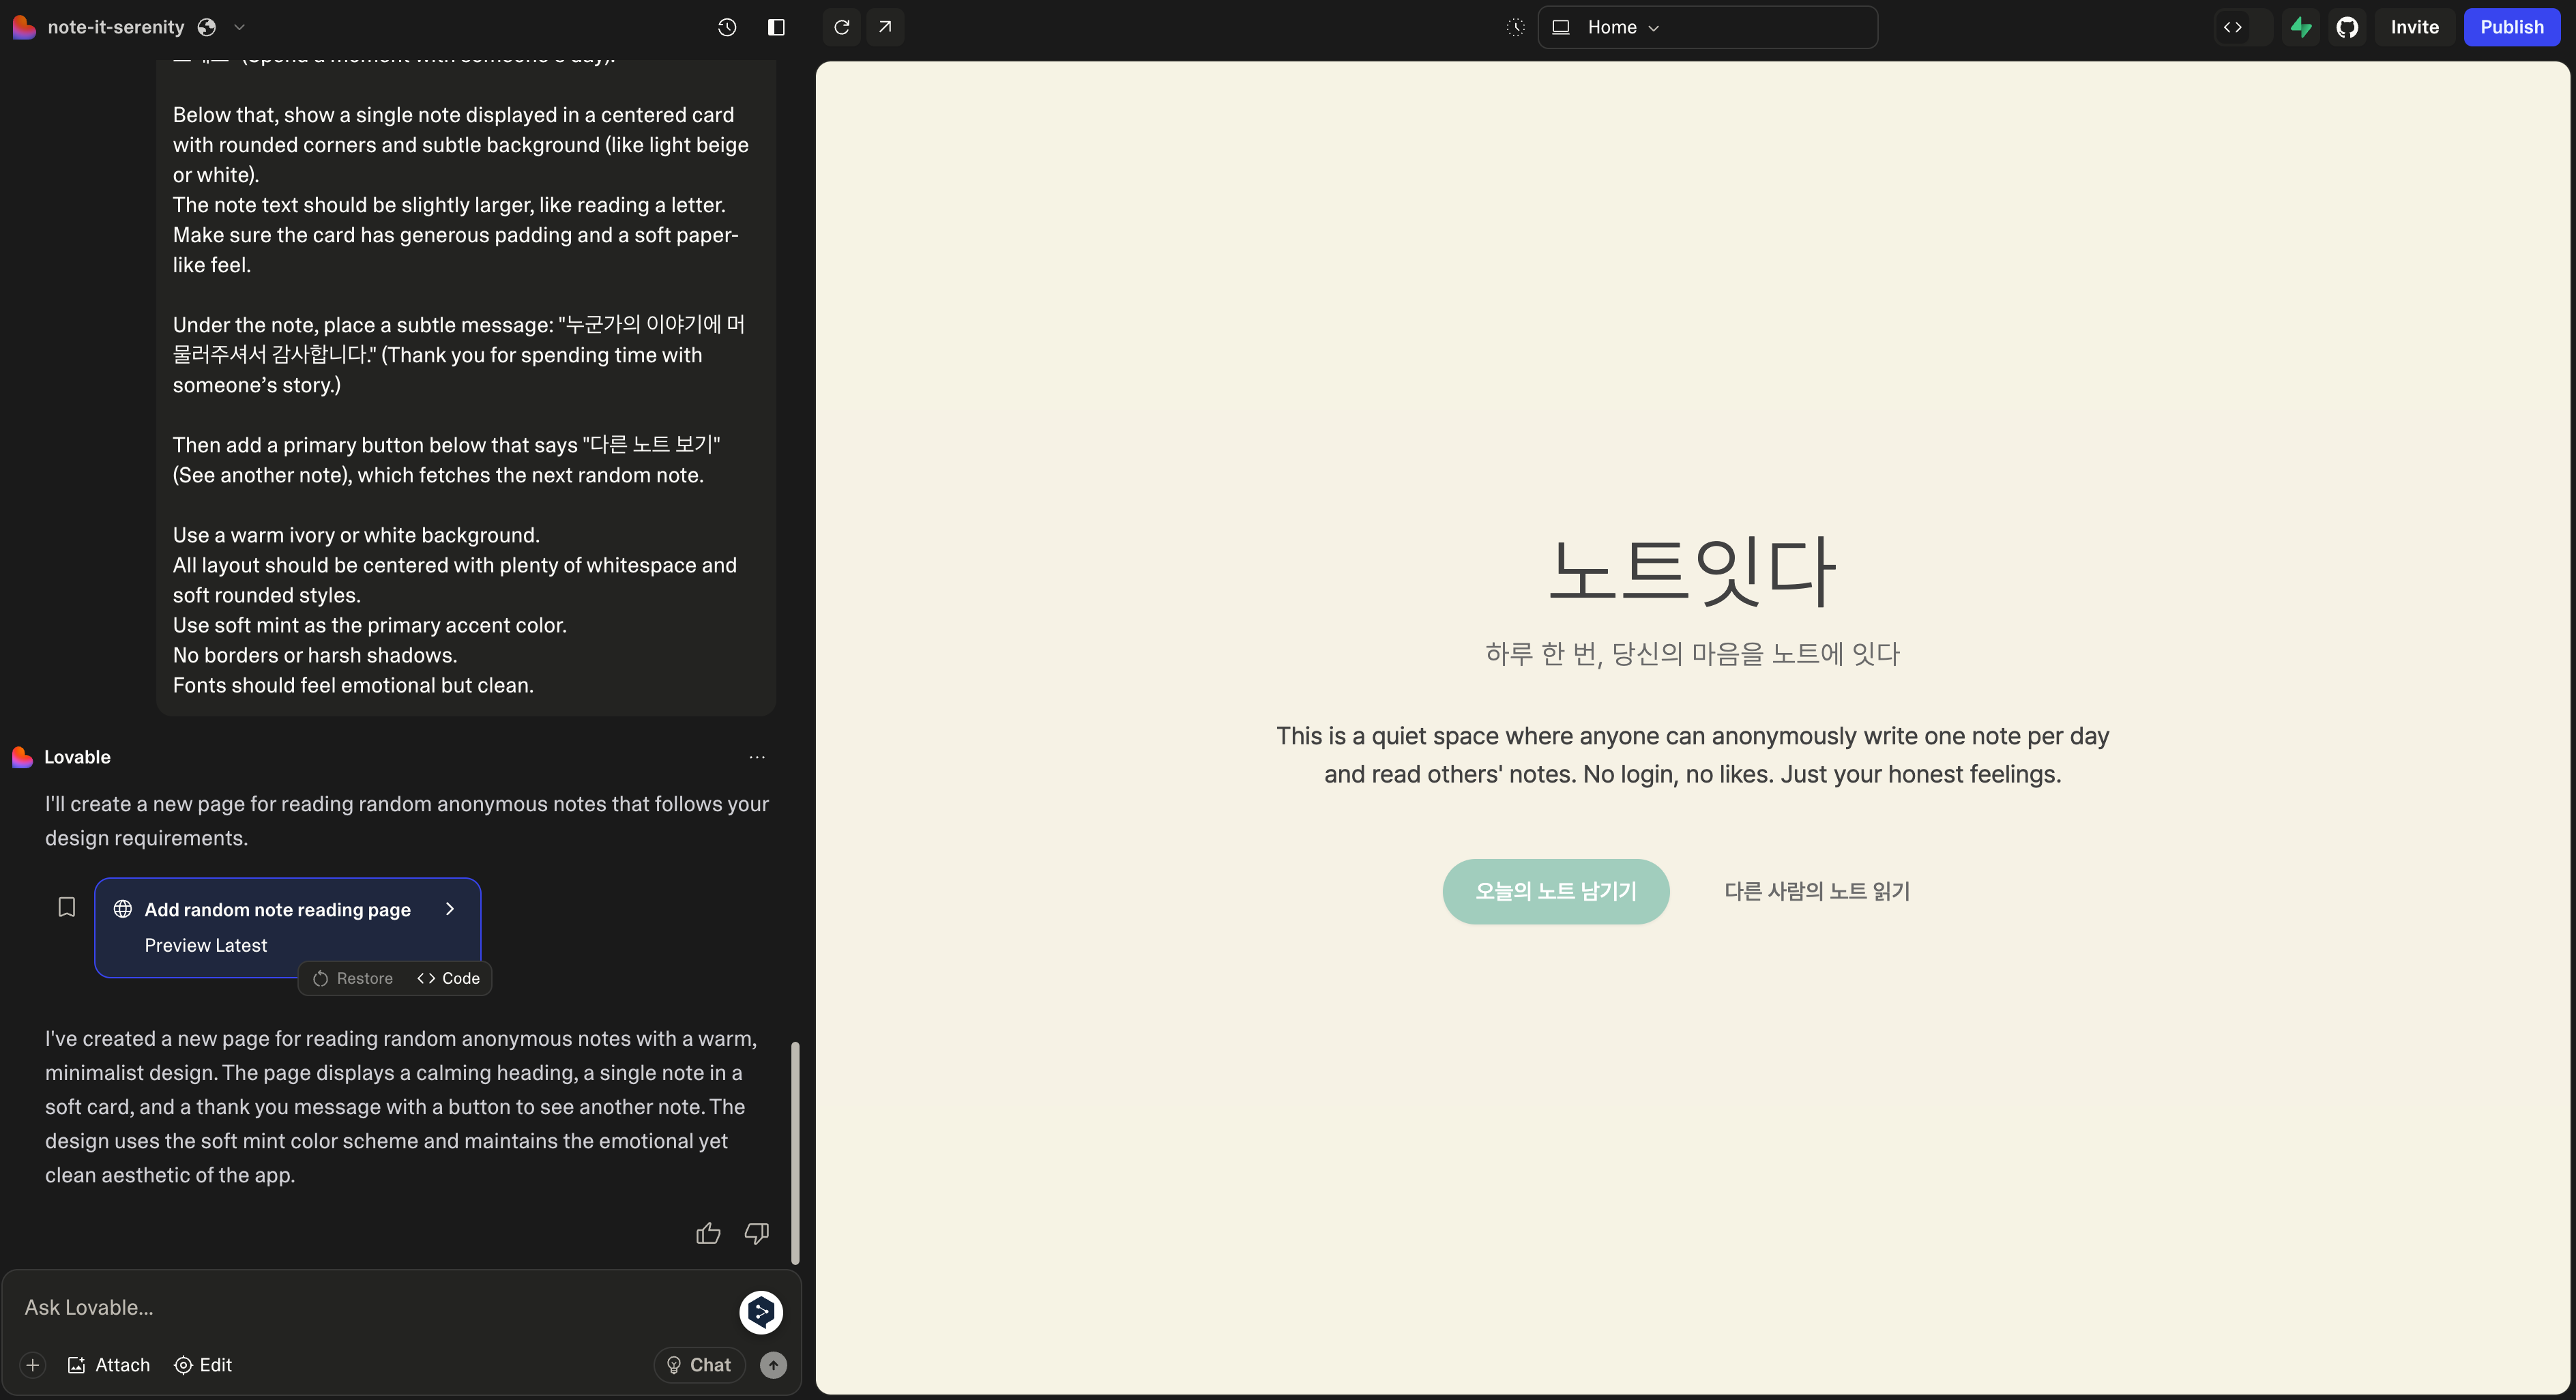 note-it-serenity
Home
Invite
Publish
(Spend a moment with someone's day).
Below that, show a single note displayed in a centered card
with rounded corners and subtle background (like light beige
or white).
The note text should be slightly larger, like reading a letter.
Make sure the card has generous padding and a soft paper-
like feel.
Under the note, place a subtle message: "누군가의 이야기에 머
물러주셔서 감사합니다." (Thank you for spending time with
someone’s story.)
Then add a primary button below that says "다른 노트 보기"
(See another note), which fetches the next random note.
Use a warm ivory or white background.
All layout should be centered with plenty of whitespace and
soft rounded styles.
Use soft mint as the primary accent color.
No borders or harsh shadows.
Fonts should feel emotional but clean.
Lovable
I'll create a new page for reading random anonymous notes that follows your
design requirements.
Add random note reading page
Preview Latest
Restore
Code
I've created a new page for reading random anonymous notes with a warm,
minimalist design. The page displays a calming heading, a single note in a
soft card, and a thank you message with a button to see another note. The
design uses the soft mint color scheme and maintains the emotional yet
clean aesthetic of the app.
Ask Lovable...
Attach
Edit
Chat
노트잇다
하루 한 번, 당신의 마음을 노트에 잇다
This is a quiet space where anyone can anonymously write one note per day
and read others' notes. No login, no likes. Just your honest feelings.
오늘의 노트 남기기
다른 사람의 노트 읽기